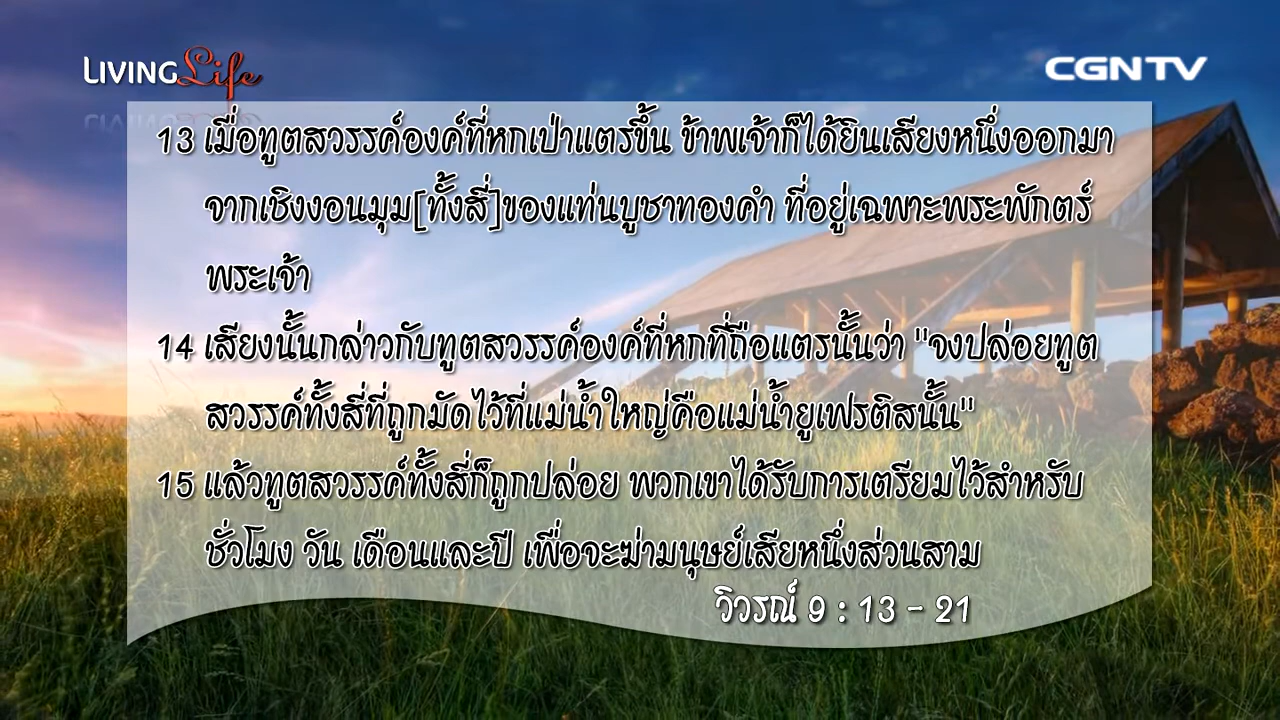 LIVING Life
CGNTV
13 เมื่อทูตสวรรค์องค์ที่หกเป่าแตรขึ้น ข้าพเจ้าก็ได้ยินเสียงหนึ่งออกมา
จากเชิงงอนมุม[ทั้งสี่]ของแท่นบูชาทองคำ ที่อยู่เฉพาะพระพักตร์
พระเจ้า
14 เสียงนั้นกล่าวกับทูตสวรรค์องค์ที่หกที่ถือแตรนั้นว่า "จงปล่อยทูต
สวรรค์ทั้งสี่ที่ถูกมัดไว้ที่แม่น้ำใหญ่คือแม่น้ำยูเฟรติสนั้น"
15 แล้วทูตสวรรค์ทั้งสี่ก็ถูกปล่อย พวกเขาได้รับการเตรียมไว้สำหรับ
ชั่วโมง วัน เดือนและปี เพื่อจะฆ่ามนุษย์เสียหนึ่งส่วนสาม
วิวรณ์ 9 : 13 - 21